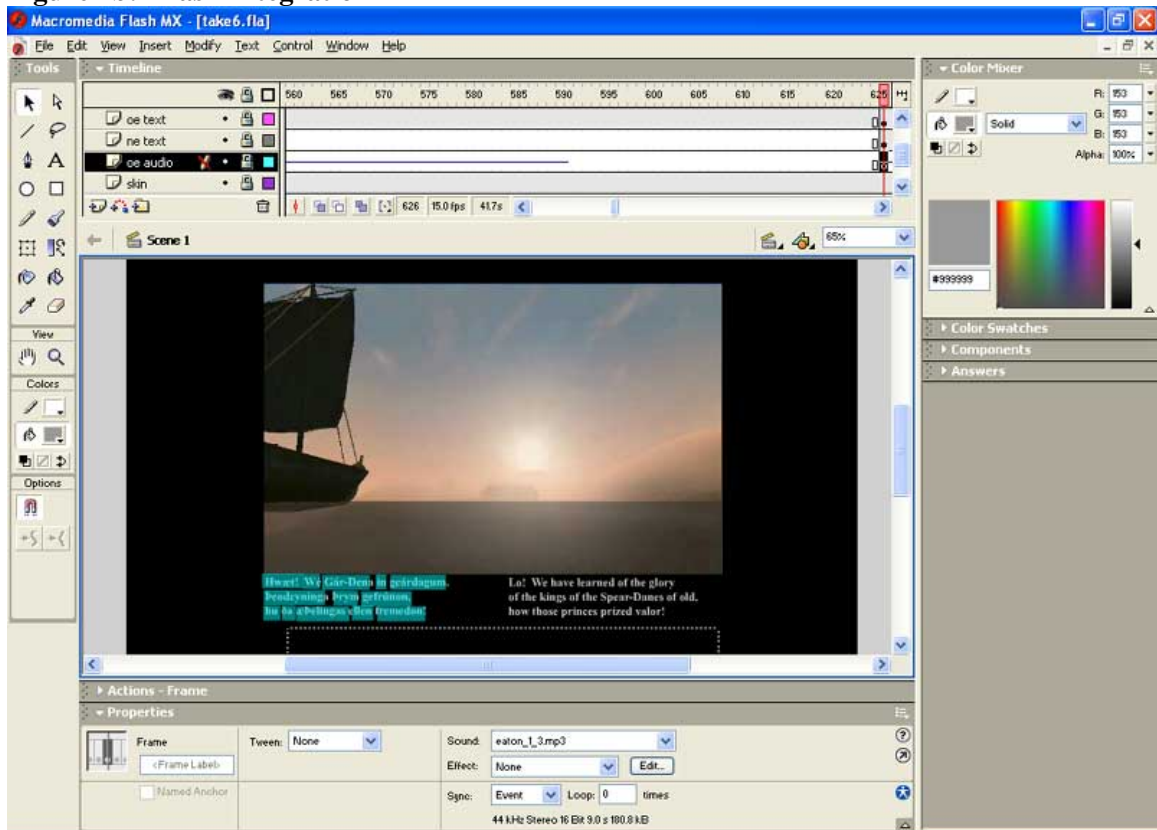 Macromedia Flash MX - [take6.fla]
File Edit View Insert Modify Text Control Window Help
Tools
Timeline
560 565 570 575 580 585 590 595 600 605 610 615 620 625
oe text
ne text
oe audio
skin
626 15.0 fps 41.7s
Scene 1
65%
View
Colors
Options
Hwæt! We Gár-Dena in geárdagum,
Þeodcyninga Þrym gefrúnon,
hu ða æÞelingas ellen fremedon!
Lo! We have learned of the glory
of the kings of the Spear-Danes of old,
how those princes prized valor!
Actions - Frame
Properties
Frame
<Frame Label>
Named Anchor
Tween: None
Sound: eaton_1_3.mp3
Effect: None Edit...
Sync: Event Loop: 0 times
44 kHz Stereo 16 Bit 9.0 s 180.8 kB
Color Mixer
R: 153
Solid
G: 153
B: 153
Alpha: 100%
#999999
Color Swatches
Components
Answers